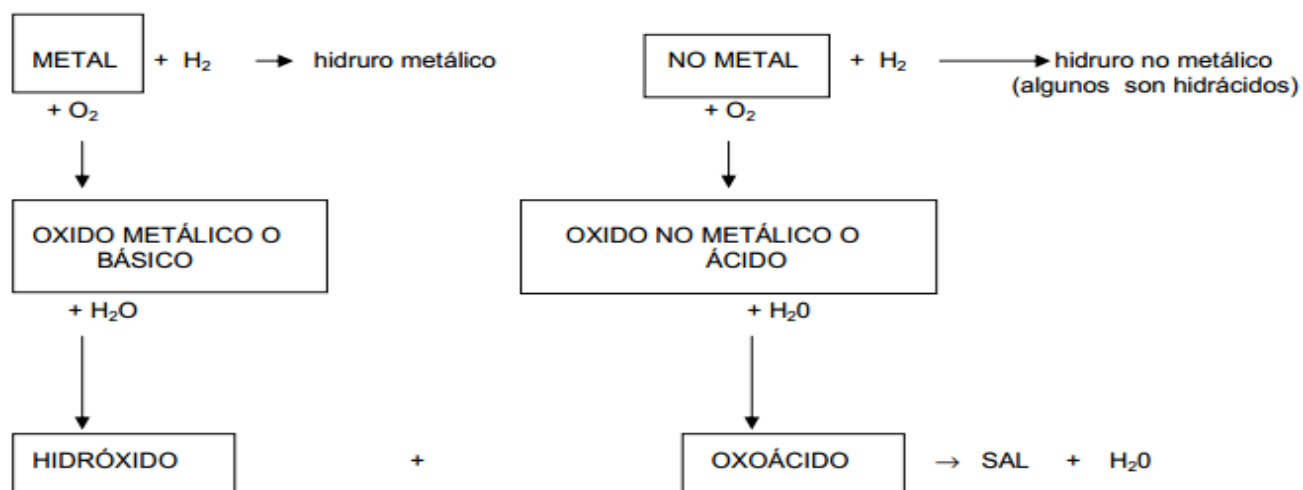 METAL + H₂ → hidruro metálico
NO METAL + H₂ → hidruro no metálico
(algunos son hidrácidos)
+ O₂
+ O₂
OXIDO METÁLICO O
BÁSICO
OXIDO NO METÁLICO O
ÁCIDO
+ H₂O
+ H₂0
HIDRÓXIDO + OXOÁCIDO → SAL + H₂0